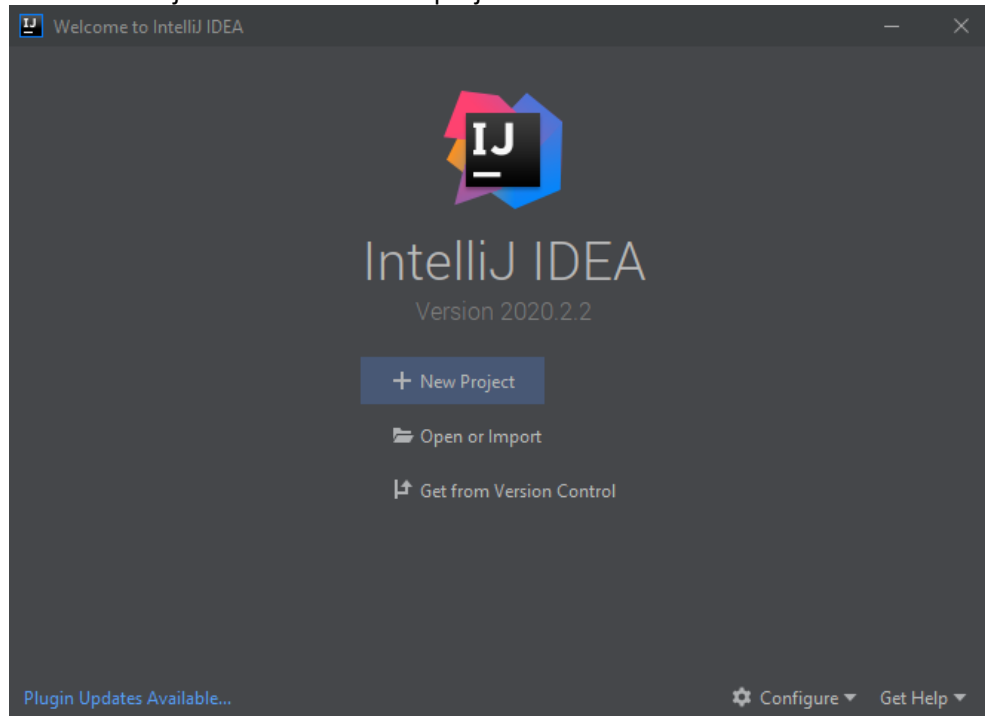 Welcome to IntelliJ IDEA
IJ
IntelliJ IDEA
Version 2020.2.2
New Project
Open or Import
Get from Version Control
Plugin Updates Available...
Configure
Get Help